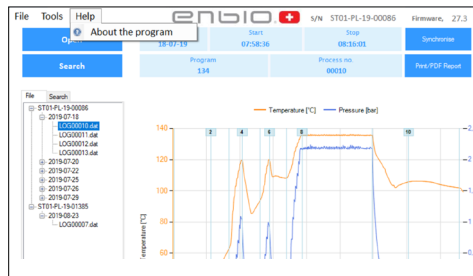 File Tools Help
About the program
enbio.
S/N ST01-PL-19-00086 Firmware, 27.3
Start Stop
18-07-19 07:58:36 08:16:01
Synchronise
Search
Program Process no.
134 00010
Print/PDF Report
File Search
ST01-PL-19-00086
2019-07-18
LOG00010.dat
LOG00011.dat
LOG00012.dat
LOG00013.dat
2019-07-20
2019-07-22
2019-07-25
2019-07-26
2019-07-29
ST01-PL-19-01385
2019-08-23
LOG00007.dat
Temperature [°C] Pressure [bar]
2 4 6 8 10
140
120
100
80
60